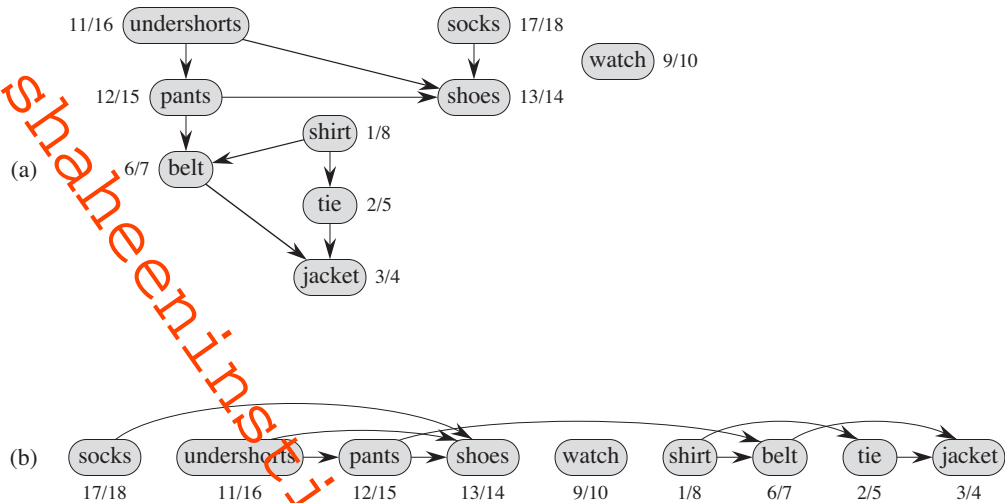 11/16 undershorts socks 17/18
watch 9/10
12/15 pants shoes 13/14
shirt 1/8
(a) 6/7 belt
tie 2/5
jacket 3/4
shaheeninsti
(b) socks undershorts pants shoes watch shirt belt tie jacket
17/18 11/16 12/15 13/14 9/10 1/8 6/7 2/5 3/4